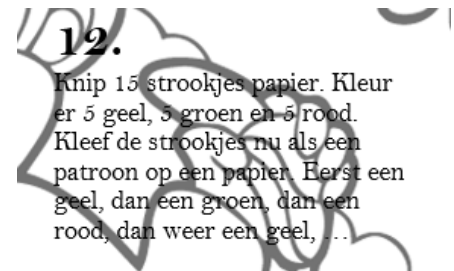 12.
Knip 15 strookjes papier. Kleur
er 5 geel, 5 groen en 5 rood.
Kleef de strookjes nu als een
patroon op een papier. Eerst een
geel, dan een groen, dan een
rood, dan weer een geel, …